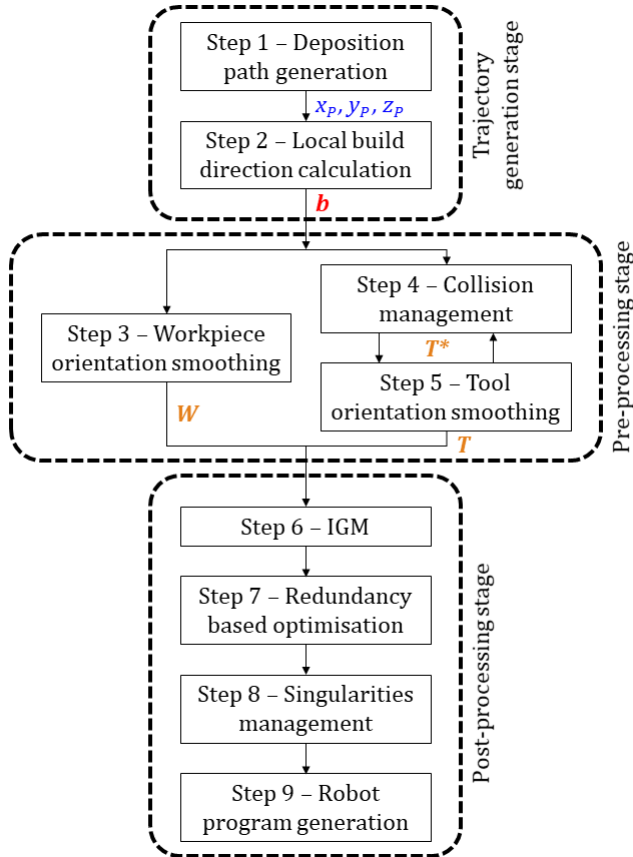 Step 1 – Deposition
path generation
x_P, y_P, z_P
Step 2 – Local build
direction calculation
b
Trajectory
generation stage
Step 3 – Workpiece
orientation smoothing
W
Step 4 – Collision
management
T*
Step 5 – Tool
orientation smoothing
T
Pre-processing stage
Step 6 – IGM
Step 7 – Redundancy
based optimisation
Step 8 – Singularities
management
Step 9 – Robot
program generation
Post-processing stage